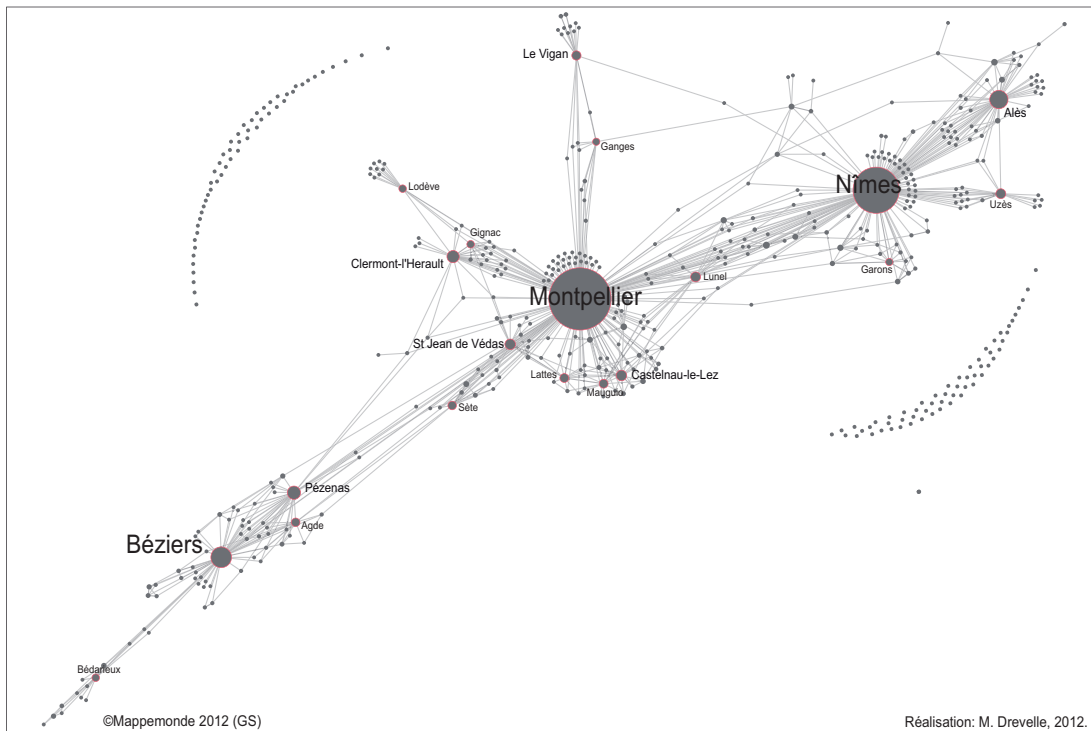 Le Vigan
Alès
Ganges
Nîmes
Lodève
Uzès
Gignac
Clermont-l'Herault
Garons
Lunel
Montpellier
St Jean de Védas
Lattes
Castelnau-le-Lez
Mauguio
Sète
Pézenas
Agde
Béziers
Bédarieux
©Mappemonde 2012 (GS)
Réalisation: M. Drevelle, 2012.